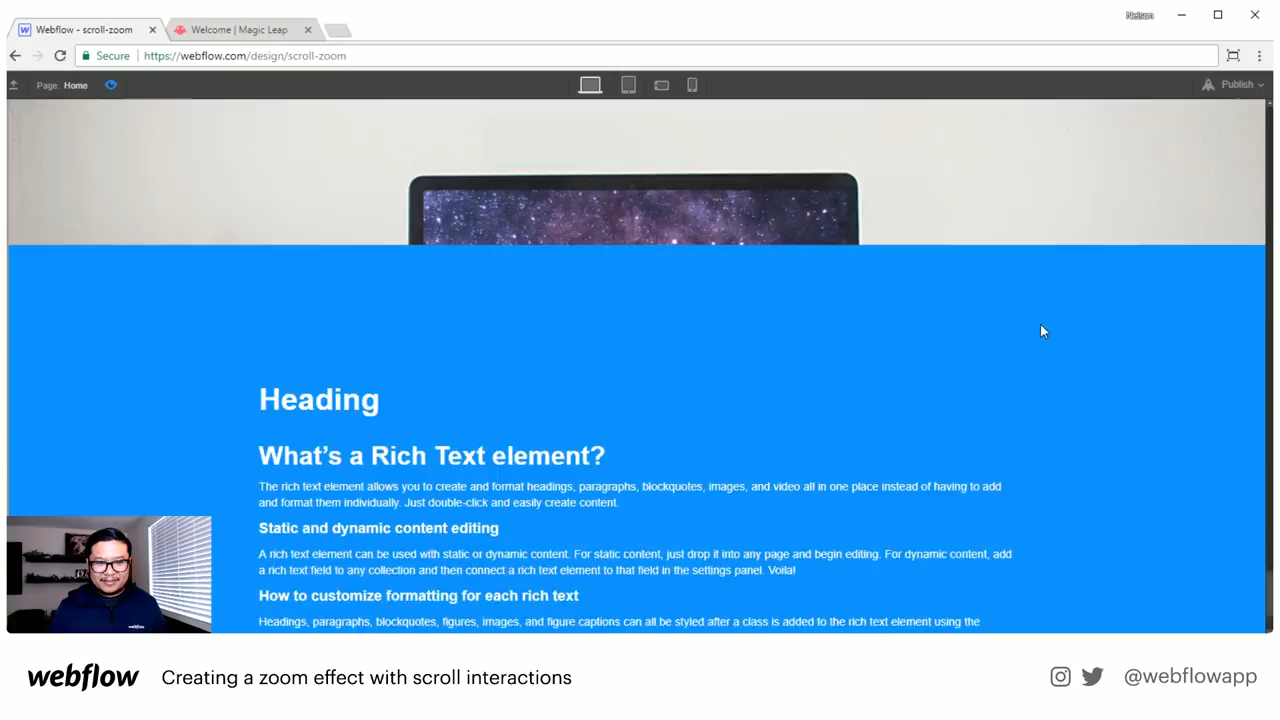 Webflow - scroll-zoom
Welcome | Magic Leap
Nelson
Secure
https://webflow.com/design/scroll-zoom
Page: Home
Publish
Heading
What’s a Rich Text element?
The rich text element allows you to create and format headings, paragraphs, blockquotes, images, and video all in one place instead of having to add
and format them individually. Just double-click and easily create content.
Static and dynamic content editing
A rich text element can be used with static or dynamic content. For static content, just drop it into any page and begin editing. For dynamic content, add
a rich text field to any collection and then connect a rich text element to that field in the settings panel. Voila!
How to customize formatting for each rich text
Headings, paragraphs, blockquotes, figures, images, and figure captions can all be styled after a class is added to the rich text element using the
webflow
webflow
Creating a zoom effect with scroll interactions
@webflowapp